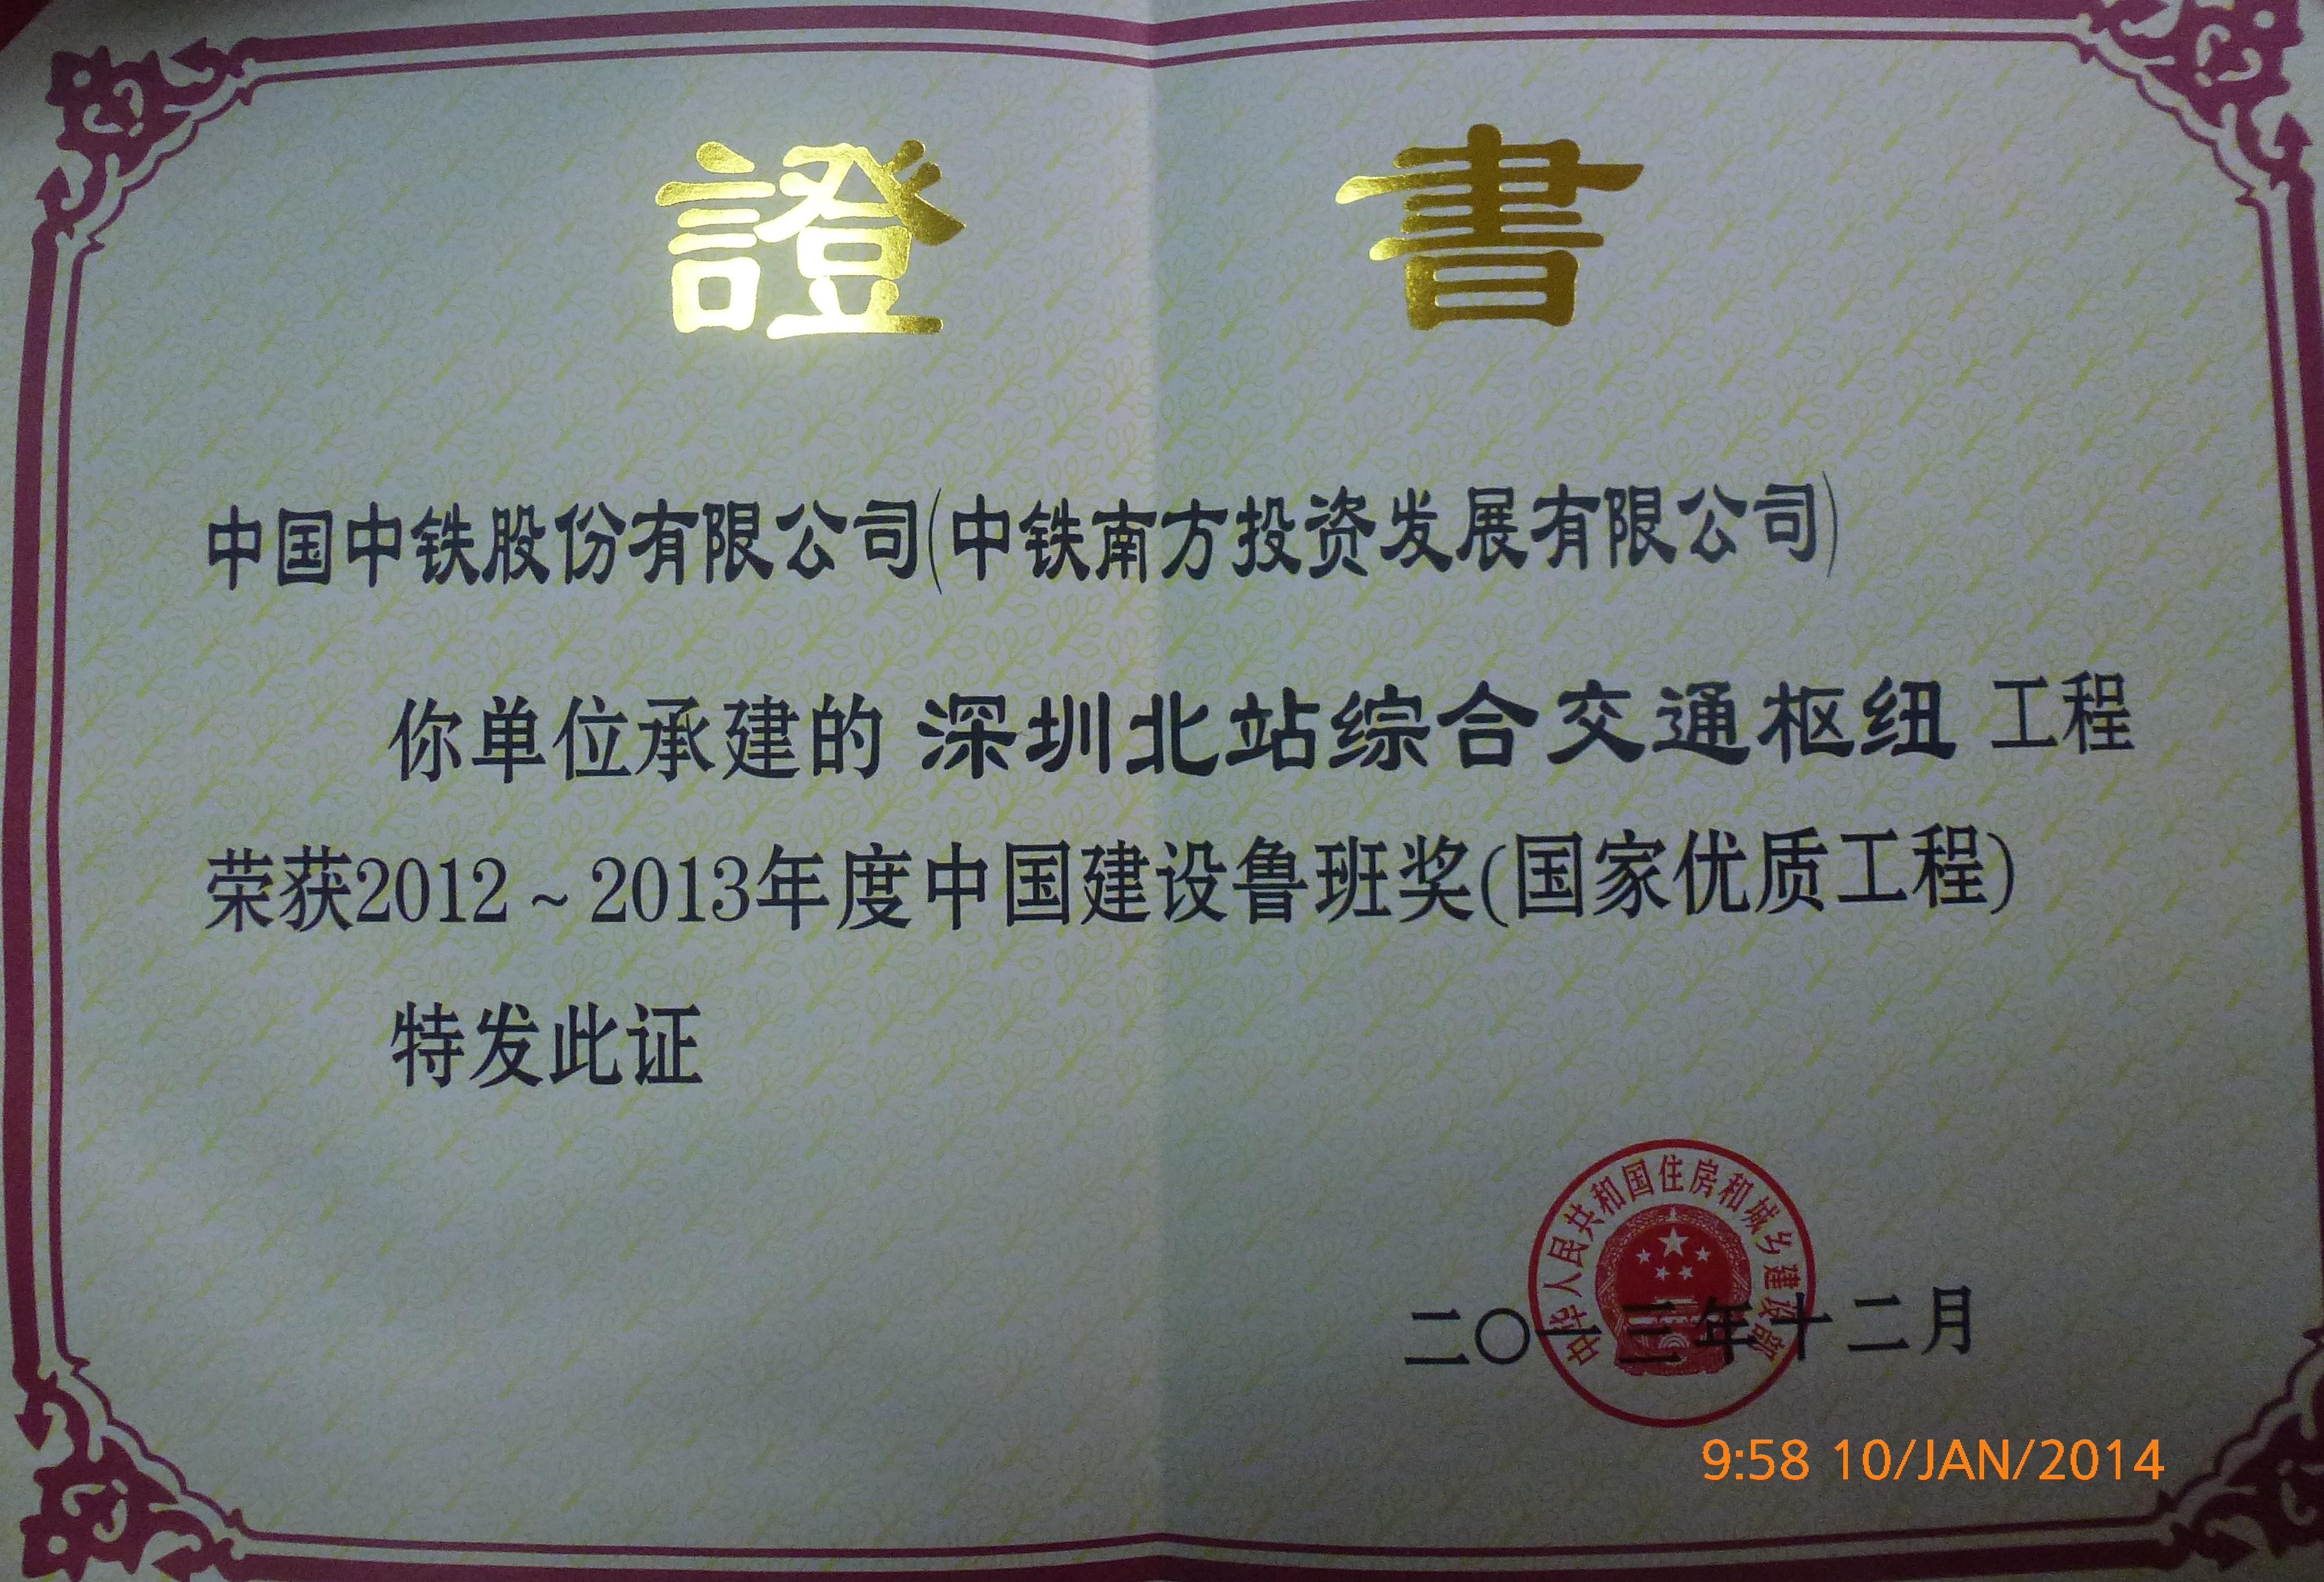 證 書
中国中铁股份有限公司(中铁南方投资发展有限公司)
你单位承建的 深圳北站综合交通枢纽 工程
荣获2012~2013年度中国建设鲁班奖(国家优质工程)
特发此证
中华人民共和国住房和城乡建设部
二〇一三年十二月
9:58 10/JAN/2014